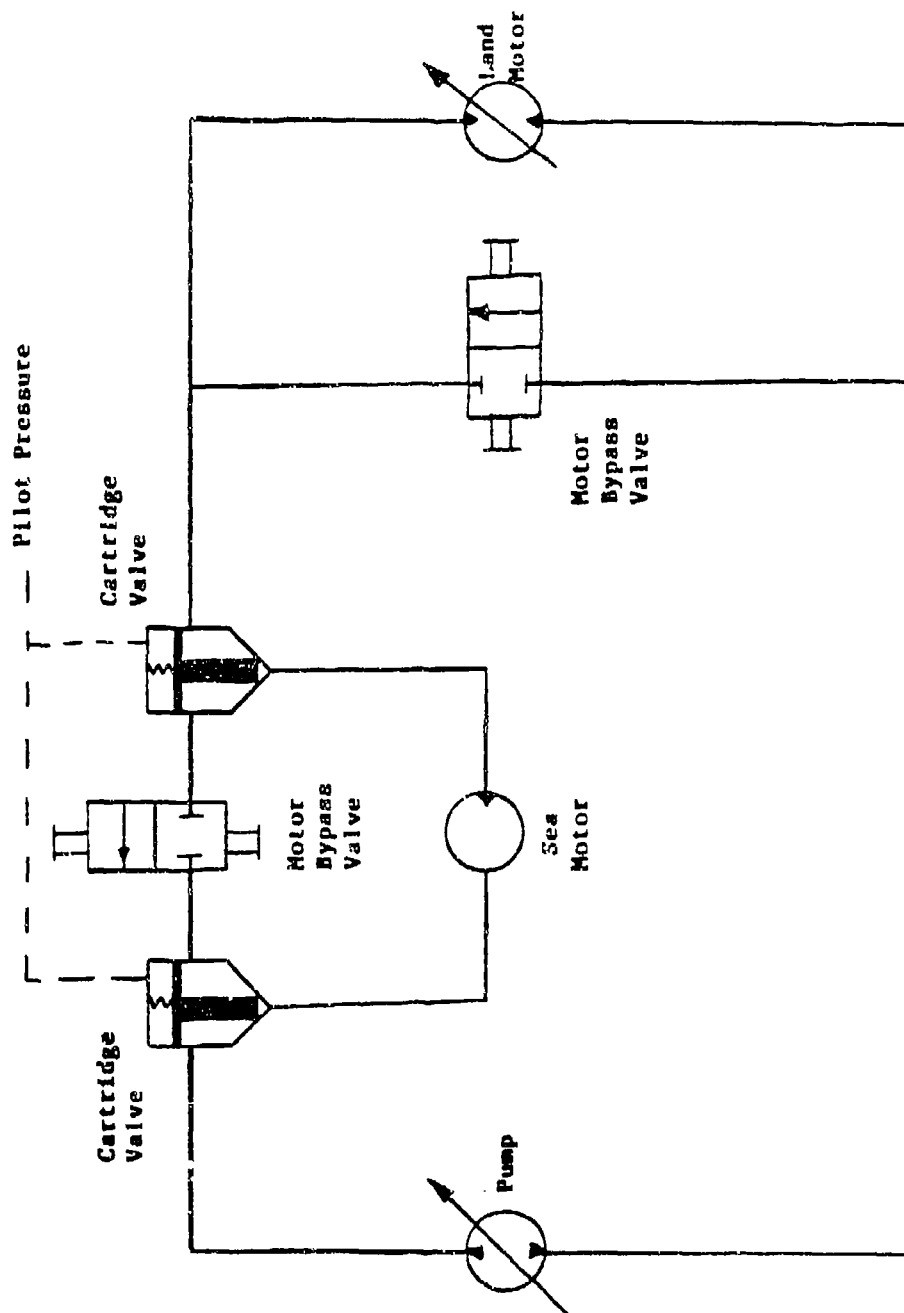 Pilot Pressure
Cartridge
Valve
Cartridge
Valve
Motor
Bypass
Valve
Motor
Bypass
Valve
Land
Motor
Sea
Motor
Pump